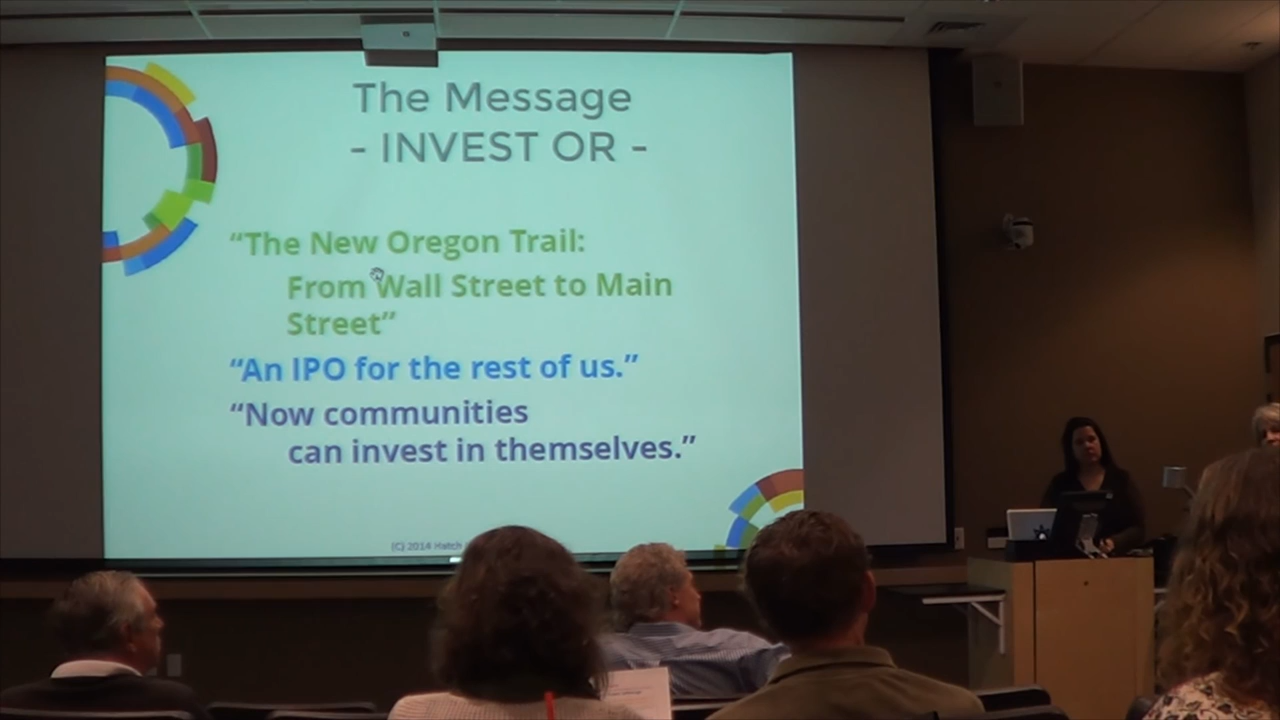 The Message
- INVEST OR -
“The New Oregon Trail:
From Wall Street to Main
Street”
“An IPO for the rest of us.”
“Now communities
can invest in themselves.”
(C) 2014 Hatch